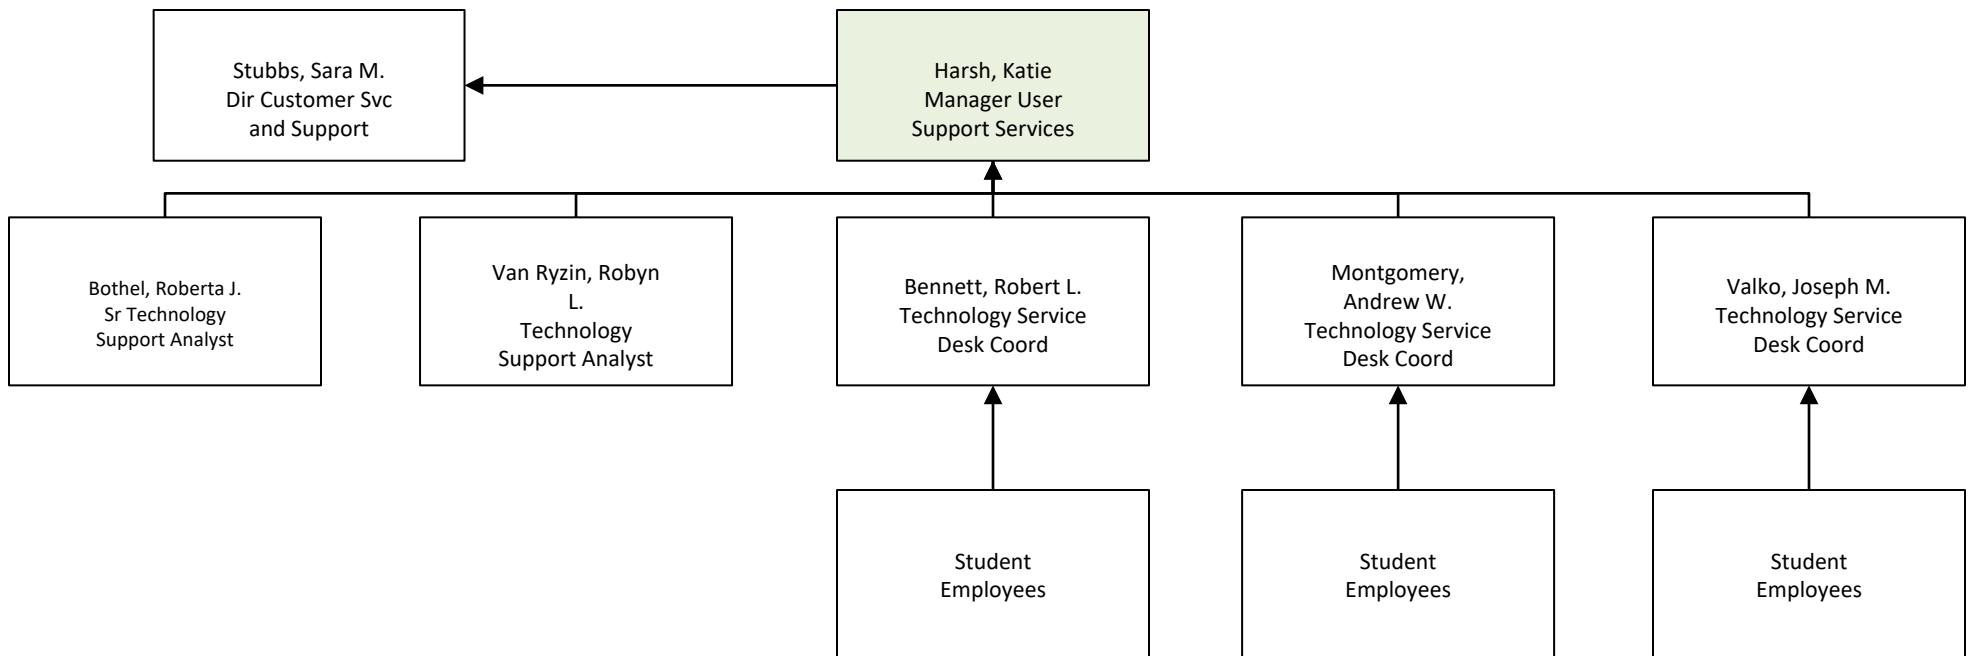 Stubbs, Sara M.
Dir Customer Svc
and Support
Harsh, Katie
Manager User
Support Services
Bothel, Roberta J.
Sr Technology
Support Analyst
Van Ryzin, Robyn
L.
Technology
Support Analyst
Bennett, Robert L.
Technology Service
Desk Coord
Montgomery,
Andrew W.
Technology Service
Desk Coord
Valko, Joseph M.
Technology Service
Desk Coord
Student
Employees
Student
Employees
Student
Employees